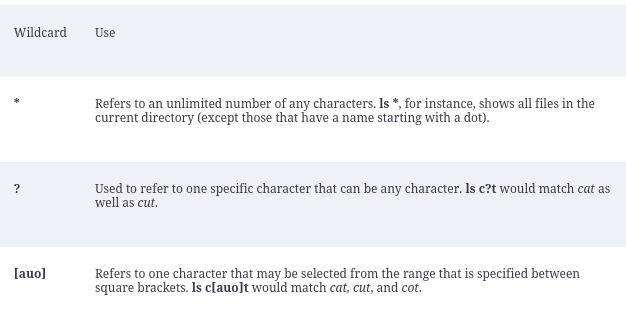 Wildcard Use
* Refers to an unlimited number of any characters. ls *, for instance, shows all files in the
current directory (except those that have a name starting with a dot).
? Used to refer to one specific character that can be any character. ls c?t would match cat as
well as cut.
[auo] Refers to one character that may be selected from the range that is specified between
square brackets. ls c[auo]t would match cat, cut, and cot.